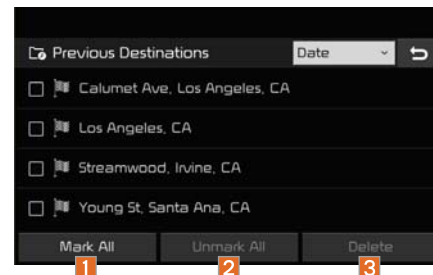 Previous Destinations Date
Calumet Ave, Los Angeles, CA
Los Angeles, CA
Streamwood, Irvine, CA
Young St, Santa Ana, CA
Mark All Unmark All Delete
1 2 3